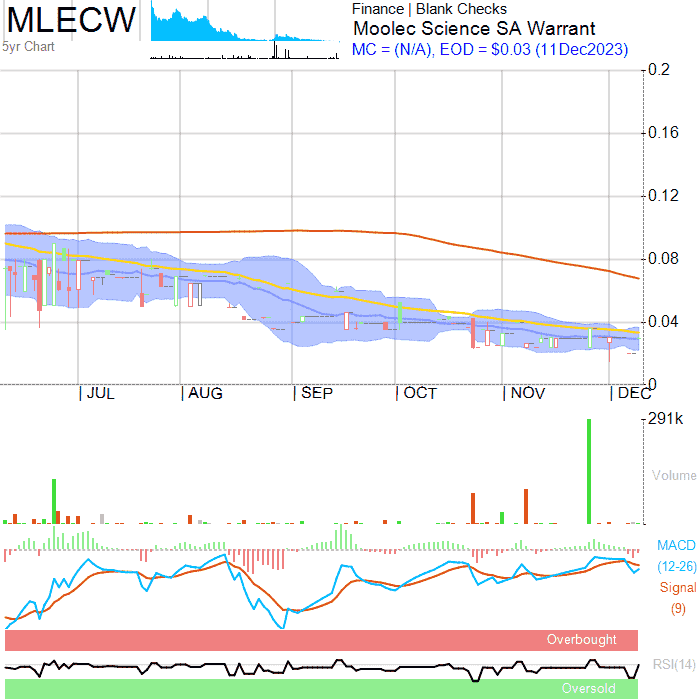 MLECW
5yr Chart
Finance | Blank Checks
Moolec Science SA Warrant
MC = (N/A), EOD = $0.03 (11Dec2023)
0.2
0.16
0.12
0.08
0.04
0
JUL
AUG
SEP
OCT
NOV
DEC
291k
Volume
MACD
(12-26)
Signal
(9)
Overbought
RSI(14)
Oversold